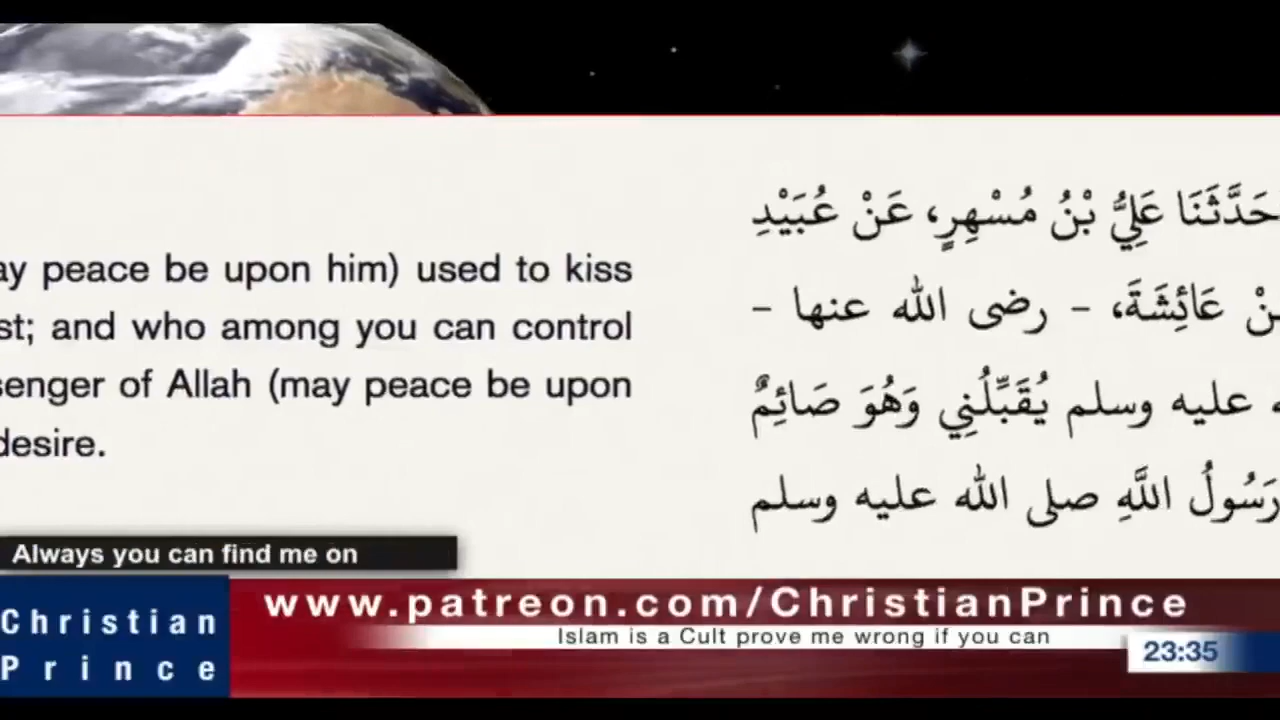 ay peace be upon him) used to kiss
st; and who among you can control
senger of Allah (may peace be upon
desire.
حَدَّثَنَا عَلِيُّ بْنُ مُسْهِرٍ، عَنْ عُبَيْدِ
نْ عَائِشَةَ، - رضى الله عنها -
ه عليه وسلم يُقَبِّلُنِي وَهُوَ صَائِمٌ
رَسُولُ اللَّهِ صلى الله عليه وسلم
Always you can find me on
Christian
Prince
www.patreon.com/ChristianPrince
Islam is a Cult prove me wrong if you can
23:35